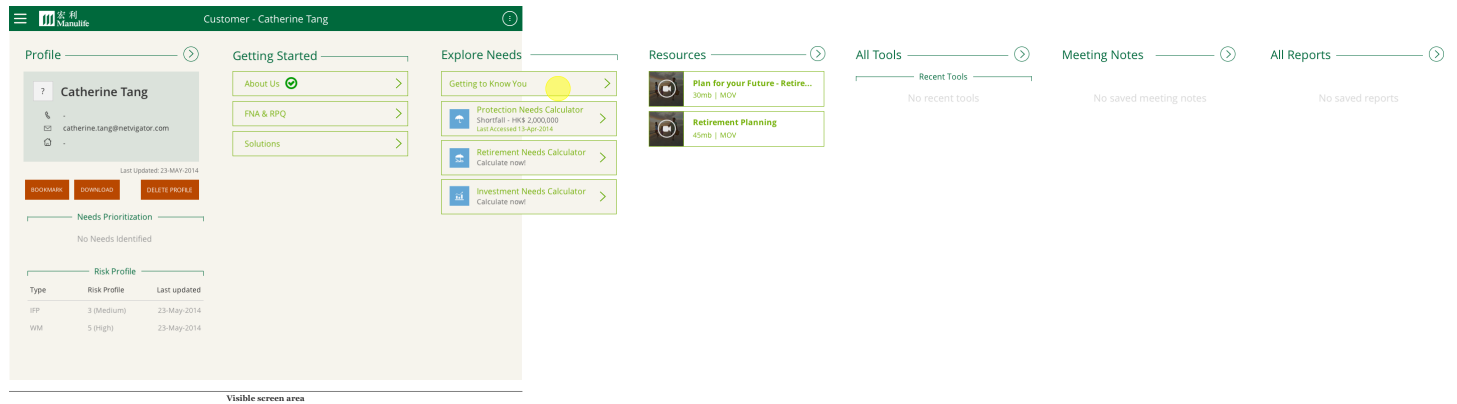 宏利
Manulife
Customer - Catherine Tang
Profile
?
Catherine Tang
-
catherine.tang@netvigator.com
-
Last Updated: 23-MAY-2014
BOOKMARK
DOWNLOAD
DELETE PROFILE
Needs Prioritization
No Needs Identified
Risk Profile
Type Risk Profile Last updated
IFP 3 (Medium) 23-May-2014
WM 5 (High) 23-May-2014
Getting Started
About Us
FNA & RPQ
Solutions
Explore Needs
Getting to Know You
Protection Needs Calculator
Shortfall - HK$ 2,000,000
Last Accessed 13-Apr-2014
Retirement Needs Calculator
Calculate now!
Investment Needs Calculator
Calculate now!
Resources
Plan for your Future - Retire...
30mb | MOV
Retirement Planning
45mb | MOV
All Tools
Recent Tools
No recent tools
Meeting Notes
No saved meeting notes
All Reports
No saved reports
Visible screen area